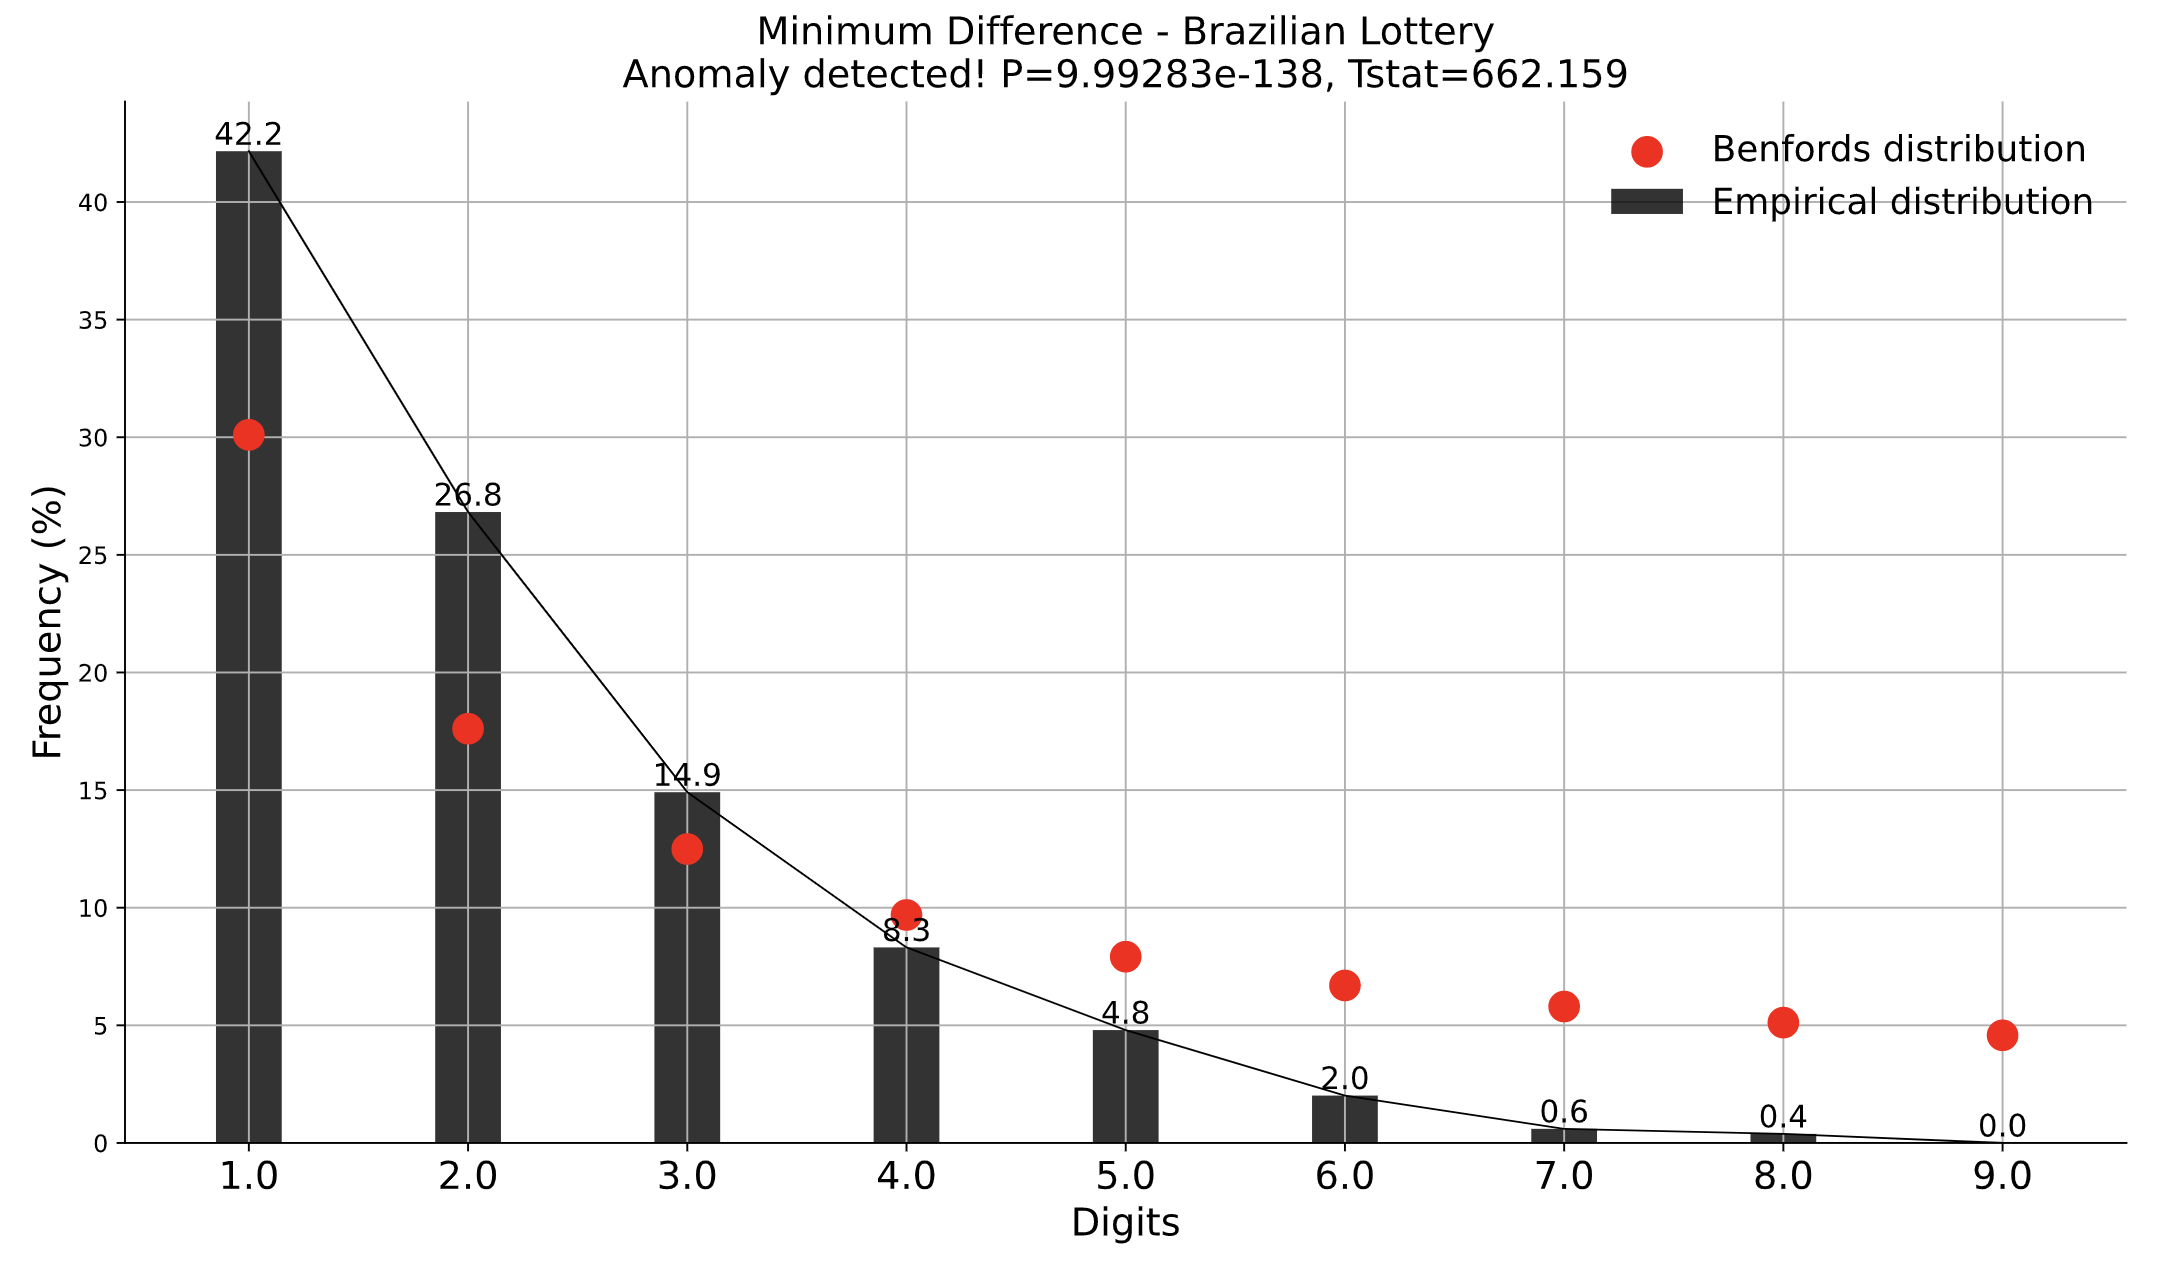 Minimum Difference - Brazilian Lottery
Anomaly detected! P=9.99283e-138, Tstat=662.159
Benfords distribution
Empirical distribution
Frequency (%)
40
35
30
25
20
15
10
5
0
42.2
26.8
14.9
8.3
4.8
2.0
0.6
0.4
0.0
1.0 2.0 3.0 4.0 5.0 6.0 7.0 8.0 9.0
Digits